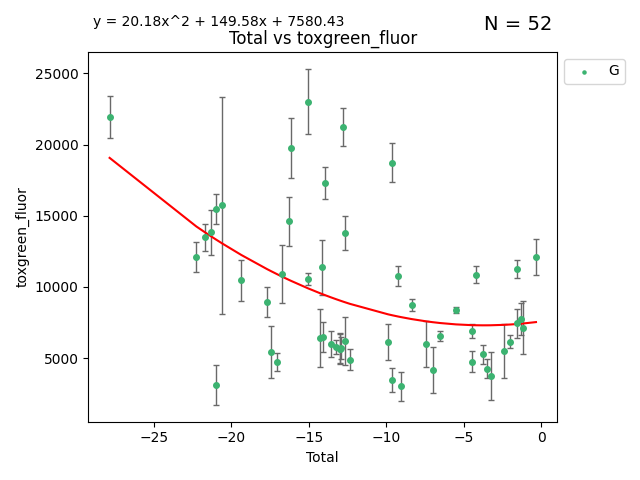 y = 20.18x^2 + 149.58x + 7580.43
N = 52
Total vs toxgreen_fluor
G
toxgreen_fluor
25000
20000
15000
10000
5000
−25
−20
−15
−10
−5
0
Total